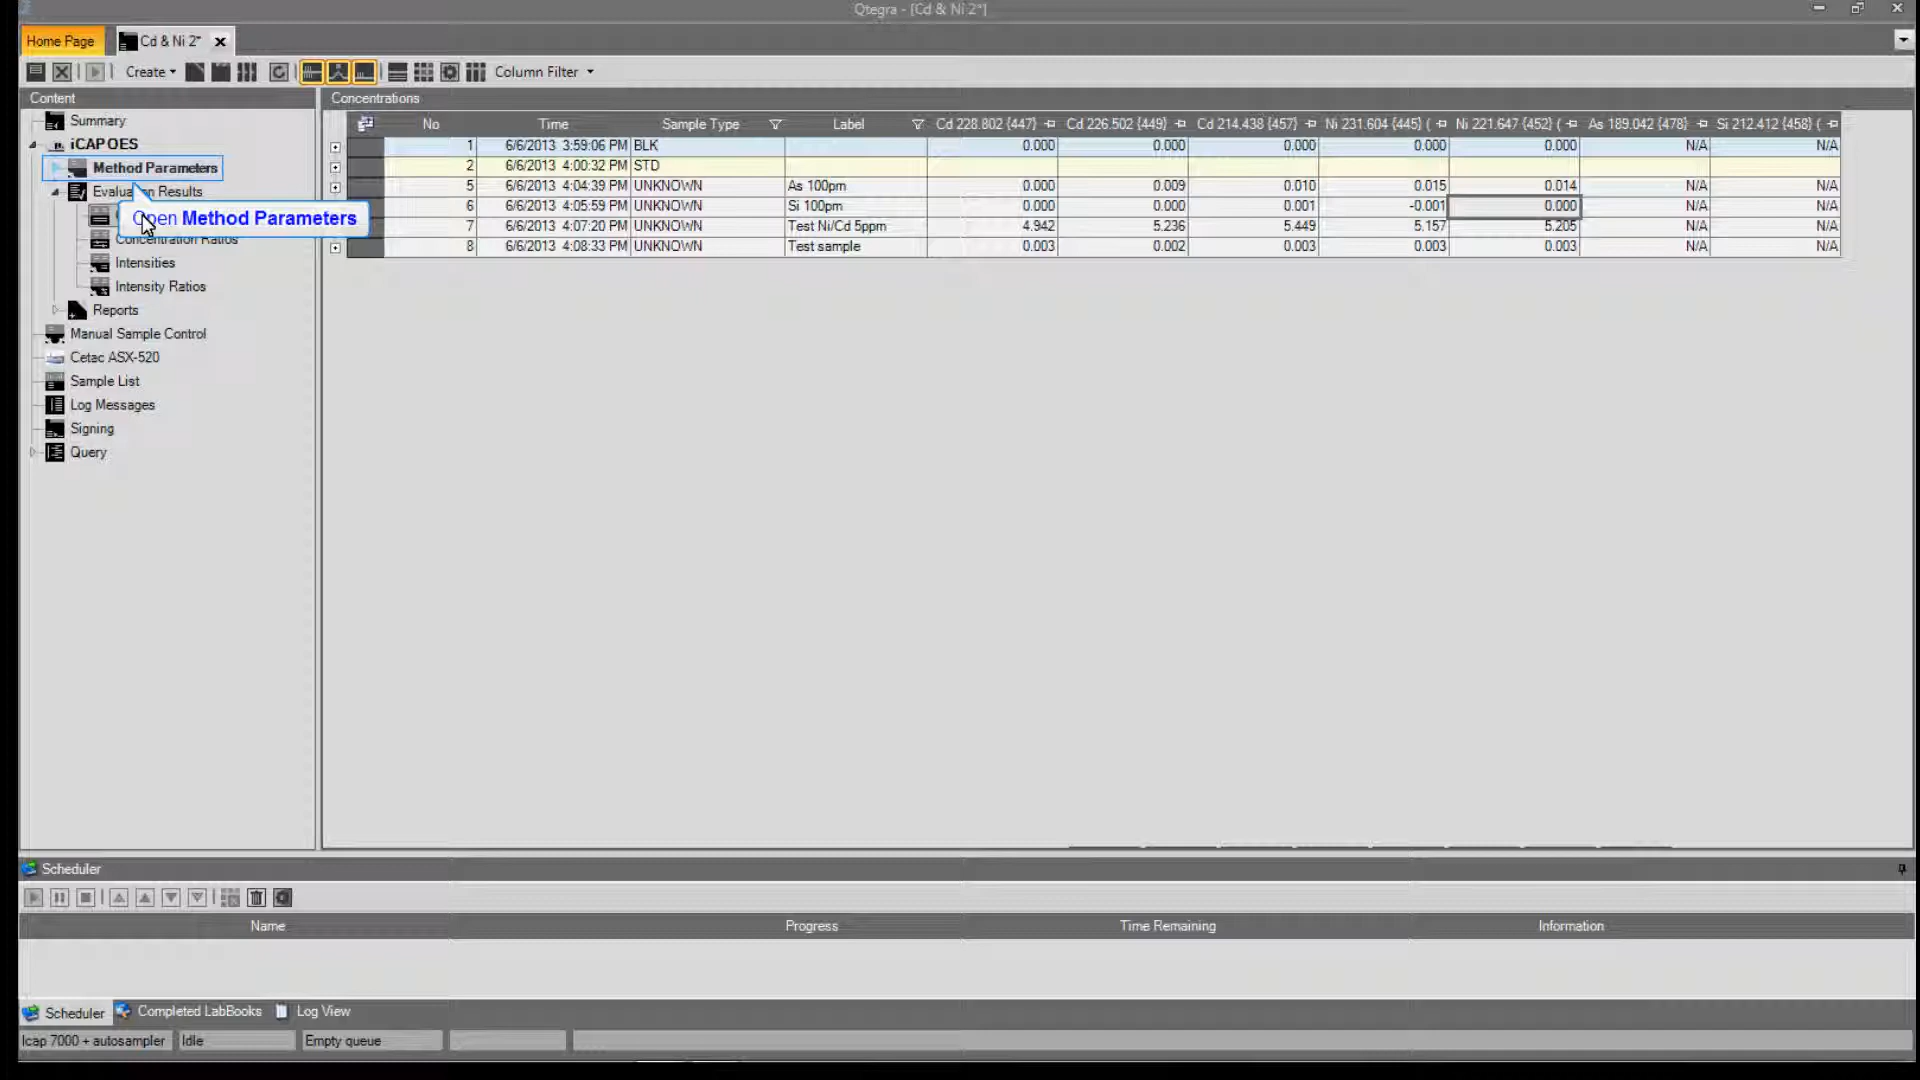 Qtegra - [Cd & Ni 2*]
Home Page
Cd & Ni 2*
Create
Column Filter
Content
Summary
iCAP OES
Method Parameters
Evaluation Results
Open Method Parameters
Concentration Ratios
Intensities
Intensity Ratios
Reports
Manual Sample Control
Cetac ASX-520
Sample List
Log Messages
Signing
Query
Concentrations
No Time Sample Type Label Cd 228.802 {447} Cd 226.502 {449} Cd 214.438 {457} Ni 231.604 {445} ( Ni 221.647 {452} ( As 189.042 {478} Si 212.412 {458} (
1 6/6/2013 3:59:06 PM BLK 0.000 0.000 0.000 0.000 0.000 N/A N/A
2 6/6/2013 4:00:32 PM STD
5 6/6/2013 4:04:39 PM UNKNOWN As 100pm 0.000 0.009 0.010 0.015 0.014 N/A N/A
6 6/6/2013 4:05:59 PM UNKNOWN Si 100pm 0.000 0.000 0.001 -0.001 0.000 N/A N/A
7 6/6/2013 4:07:20 PM UNKNOWN Test Ni/Cd 5ppm 4.942 5.236 5.449 5.157 5.205 N/A N/A
8 6/6/2013 4:08:33 PM UNKNOWN Test sample 0.003 0.002 0.003 0.003 0.003 N/A N/A
Scheduler
Name Progress Time Remaining Information
Scheduler Completed LabBooks Log View
Icap 7000 + autosampler Idle Empty queue